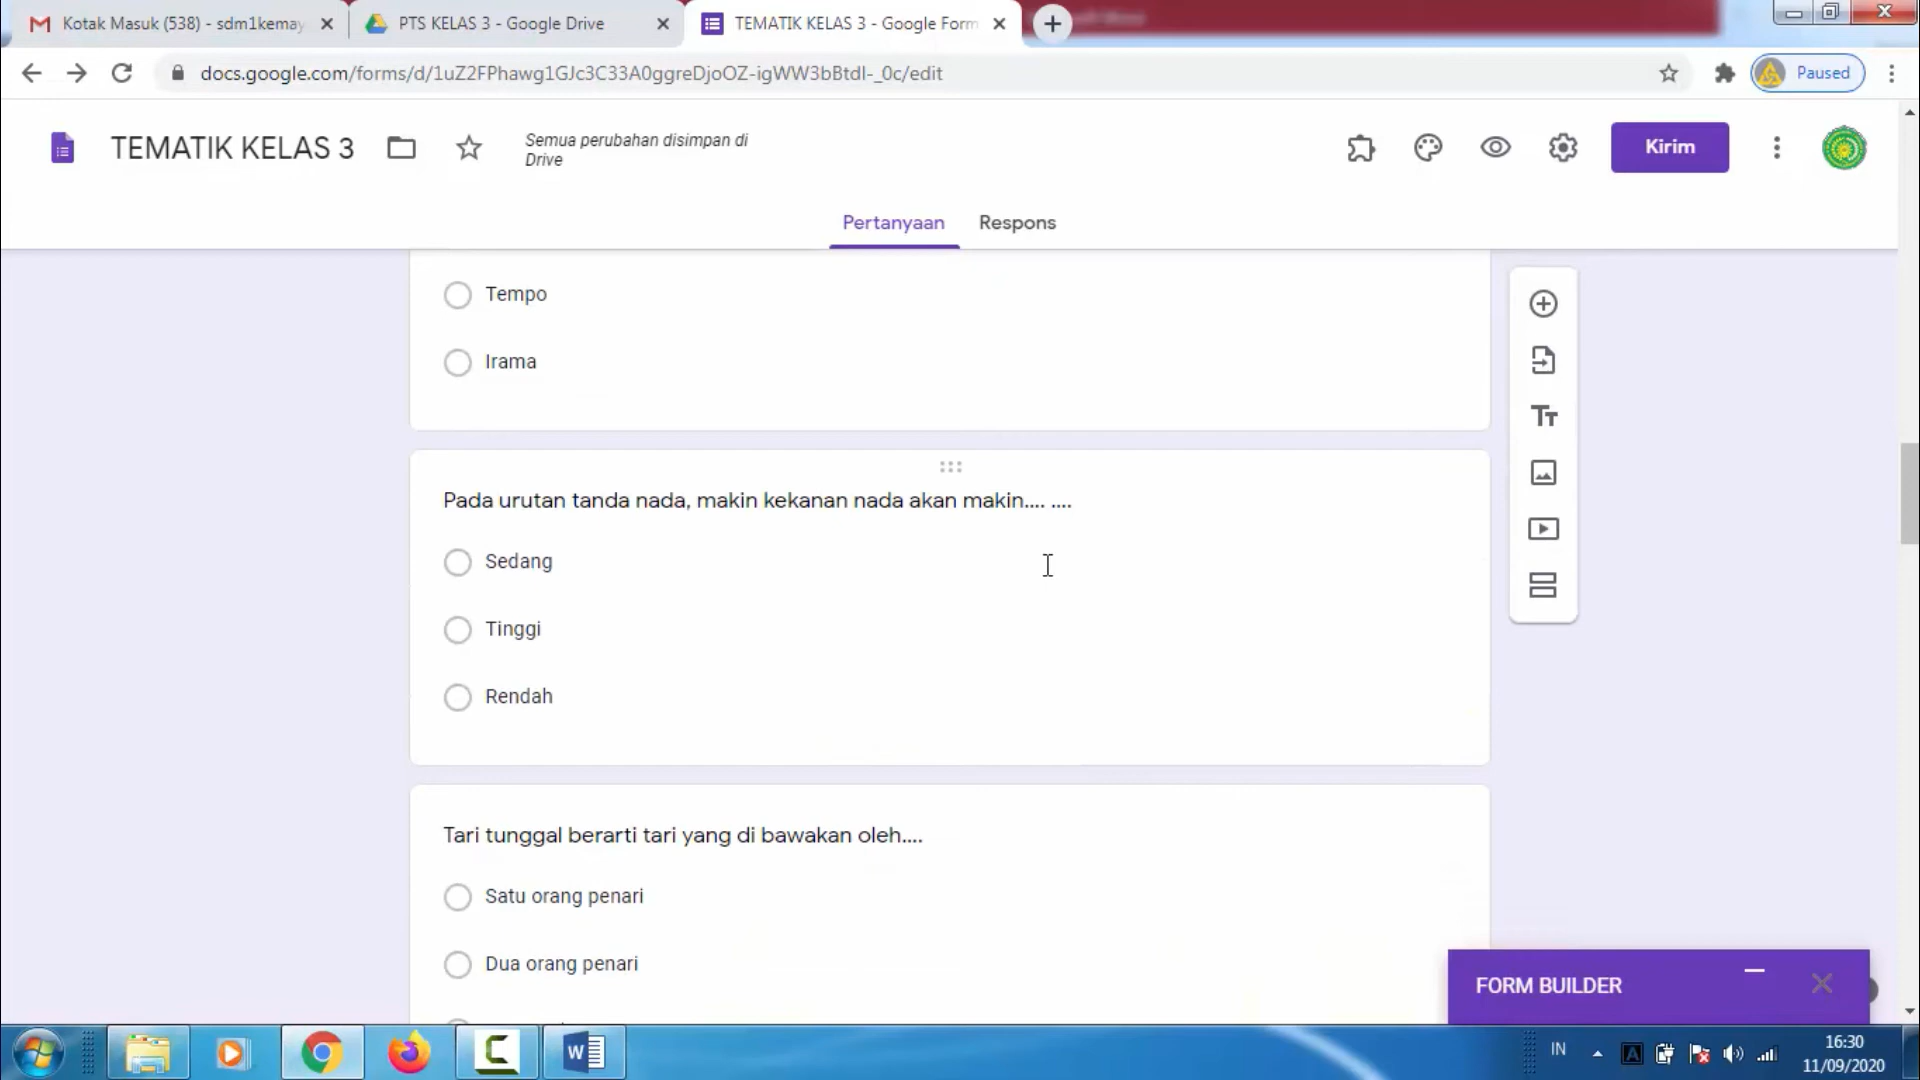 Kotak Masuk (538) - sdm1kemay
PTS KELAS 3 - Google Drive
TEMATIK KELAS 3 - Google Form
docs.google.com/forms/d/1uZ2FPhawg1GJc3C33A0ggreDjoOZ-igWW3bBtdI-_0c/edit
Paused
TEMATIK KELAS 3
Semua perubahan disimpan di
Drive
Kirim
Pertanyaan
Respons
Tempo
Irama
Pada urutan tanda nada, makin kekanan nada akan makin.... ....
Sedang
Tinggi
Rendah
Tari tunggal berarti tari yang di bawakan oleh....
Satu orang penari
Dua orang penari
FORM BUILDER
IN
16:30
11/09/2020